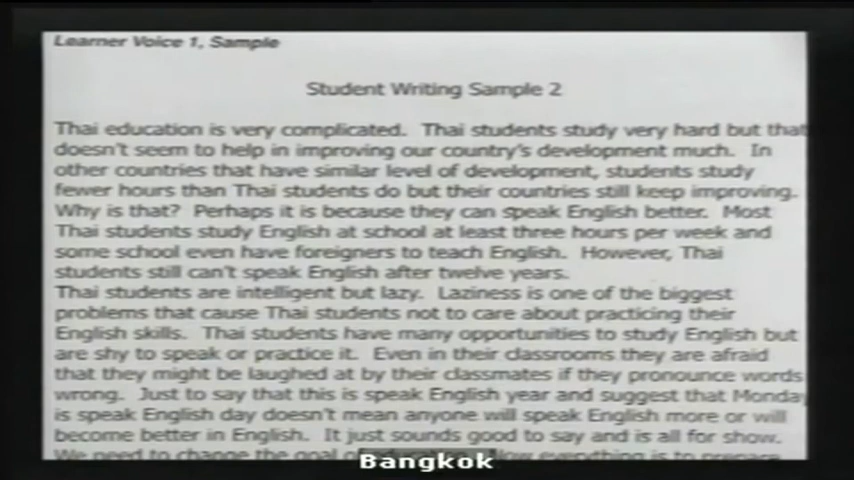 Learner Voice 1, Sample
Student Writing Sample 2
Thai education is very complicated. Thai students study very hard but that
doesn't seem to help in improving our country's development much. In
other countries that have similar level of development, students study
fewer hours than Thai students do but their countries still keep improving.
Why is that? Perhaps it is because they can speak English better. Most
Thai students study English at school at least three hours per week and
some school even have foreigners to teach English. However, Thai
students still can't speak English after twelve years.
Thai students are intelligent but lazy. Laziness is one of the biggest
problems that cause Thai students not to care about practicing their
English skills. Thai students have many opportunities to study English but
are shy to speak or practice it. Even in their classrooms they are afraid
that they might be laughed at by their classmates if they pronounce words
wrong. Just to say that this is speak English year and suggest that Monday
is speak English day doesn't mean anyone will speak English more or will
become better in English. It just sounds good to say and is all for show.
We need to change the goal Now everything is to prepare
Bangkok